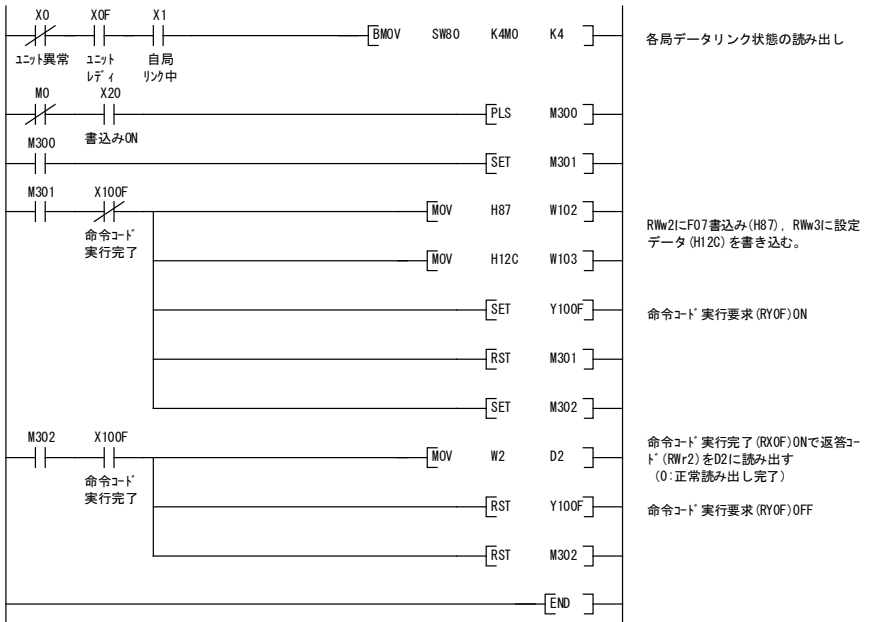 X0 X0F X1
BMOV SW80 K4M0 K4
各局データリンク状態の読み出し
ユニット異常 ユニット 自局
レディ リンク中
M0 X20
PLS M300
書込みON
M300
SET M301
M301 X100F
MOV H87 W102
RWw2にF07書込み(H87), RWw3に設定
データ(H12C)を書き込む。
命令コード
実行完了
MOV H12C W103
SET Y100F
命令コード実行要求(RY0F)ON
RST M301
SET M302
M302 X100F
MOV W2 D2
命令コード実行完了(RX0F)ONで返答コー
ド(RWr2)をD2に読み出す
(0:正常読み出し完了)
命令コード
実行完了
RST Y100F
命令コード実行要求(RY0F)OFF
RST M302
END